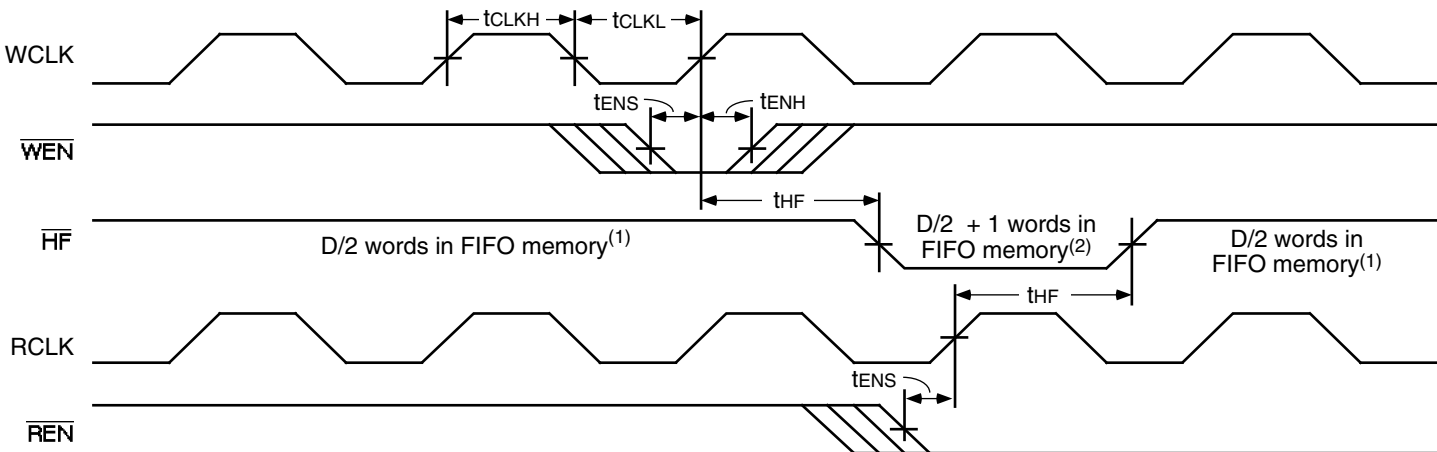 tCLKH
tCLKL
WCLK
tENS
tENH
WEN
tHF
HF
D/2 words in FIFO memory(1)
D/2 + 1 words in
FIFO memory(2)
D/2 words in
FIFO memory(1)
tHF
RCLK
tENS
REN